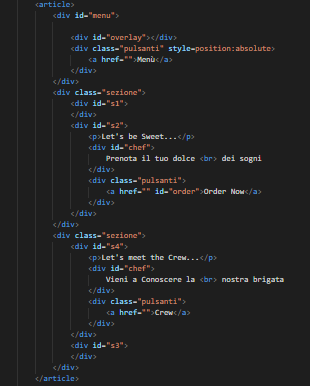 <article>
<div id="menu">
<div id="overlay"></div>
<div class="pulsanti" style=position:absolute>
<a href="">Menù</a>
</div>
</div>
<div class="sezione">
<div id="s1">
</div>
<div id="s2">
<p>Let's be Sweet...</p>
<div id="chef">
Prenota il tuo dolce <br> dei sogni
</div>
<div class="pulsanti">
<a href="" id="order">Order Now</a>
</div>
</div>
</div>
<div class="sezione">
<div id="s4">
<p>Let's meet the Crew...</p>
<div id="chef">
Vieni a Conoscere la <br> nostra brigata
</div>
<div class="pulsanti">
<a href="">Crew</a>
</div>
</div>
<div id="s3">
</div>
</div>
</article>